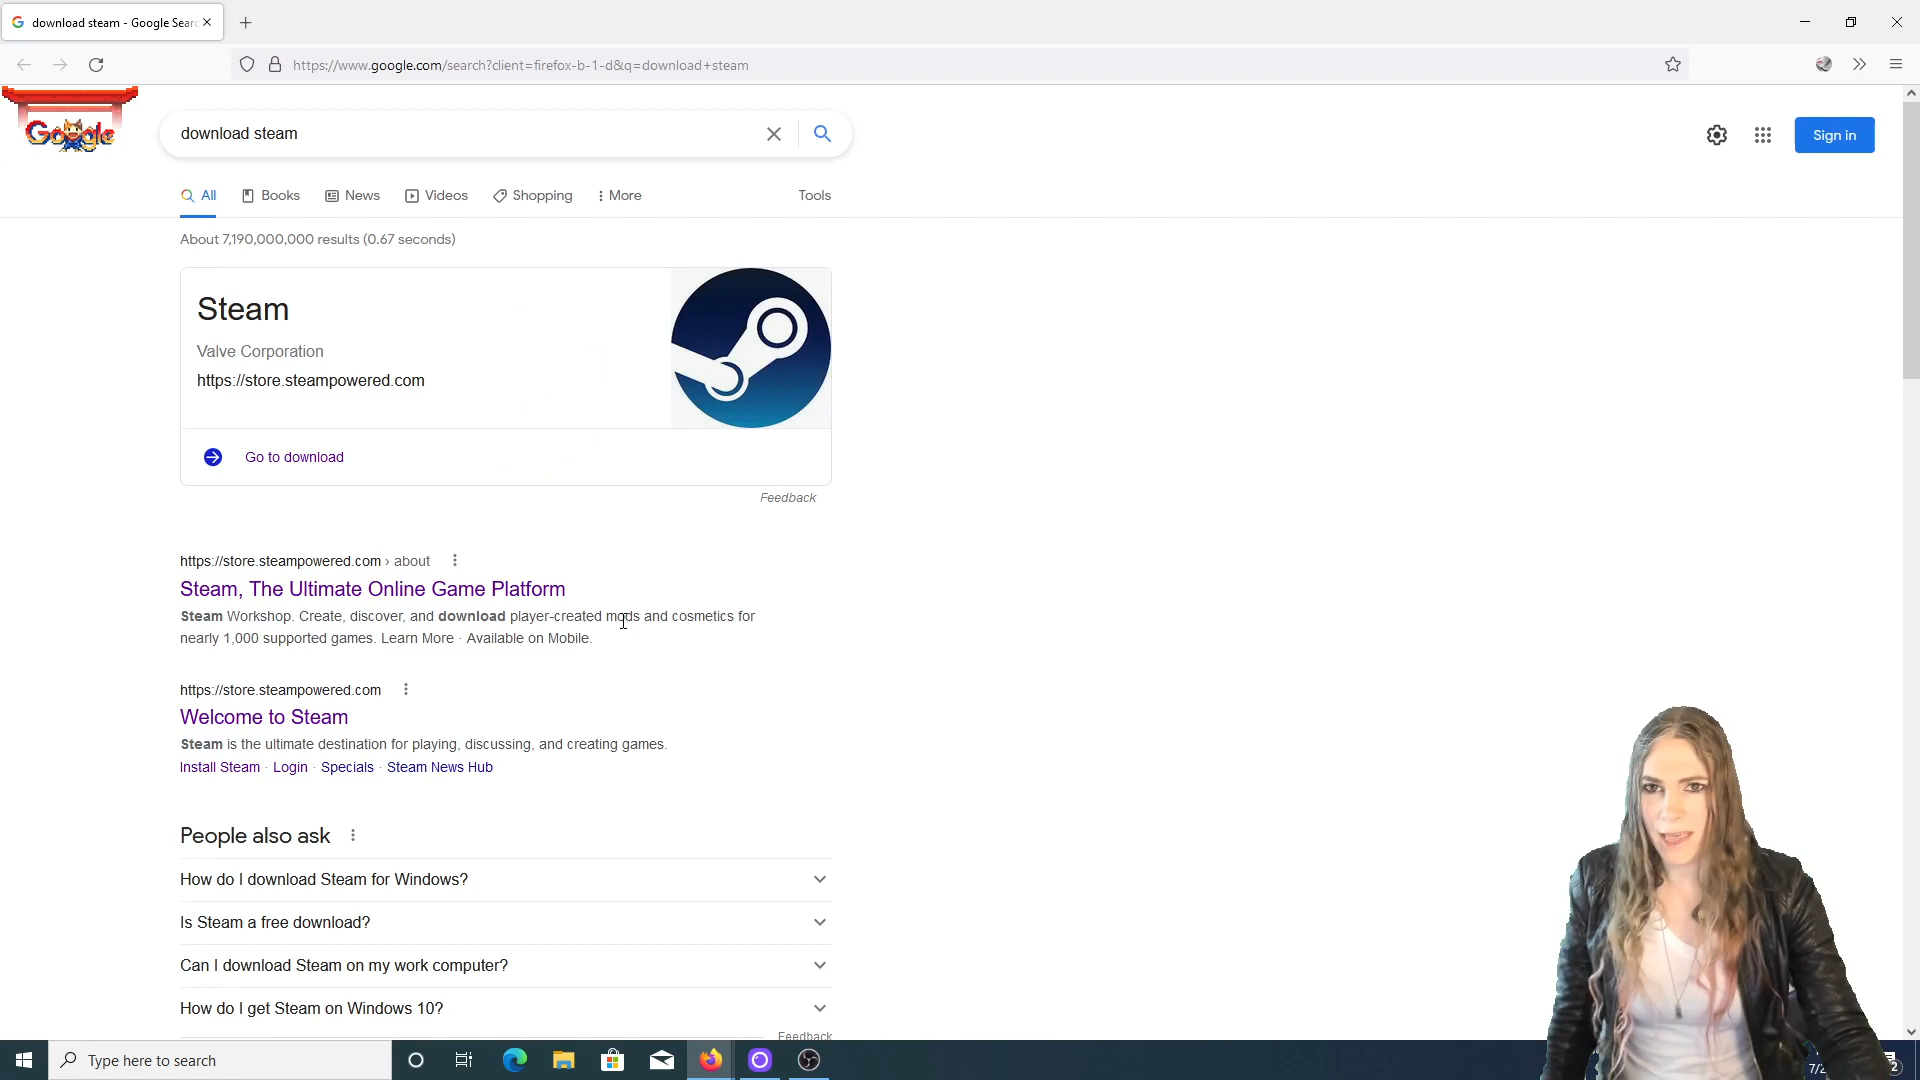 download steam - Google Sear
https://www.google.com/search?client=firefox-b-1-d&q=download+steam
Google
download steam
Sign in
All
Books
News
Videos
Shopping
More
Tools
About 7,190,000,000 results (0.67 seconds)
Steam
Valve Corporation
https://store.steampowered.com
Go to download
Feedback
https://store.steampowered.com › about
Steam, The Ultimate Online Game Platform
Steam Workshop. Create, discover, and download player-created mods and cosmetics for
nearly 1,000 supported games. Learn More · Available on Mobile.
https://store.steampowered.com
Welcome to Steam
Steam is the ultimate destination for playing, discussing, and creating games.
Install Steam · Login · Specials · Steam News Hub
People also ask
How do I download Steam for Windows?
Is Steam a free download?
Can I download Steam on my work computer?
How do I get Steam on Windows 10?
Feedback
Type here to search
2